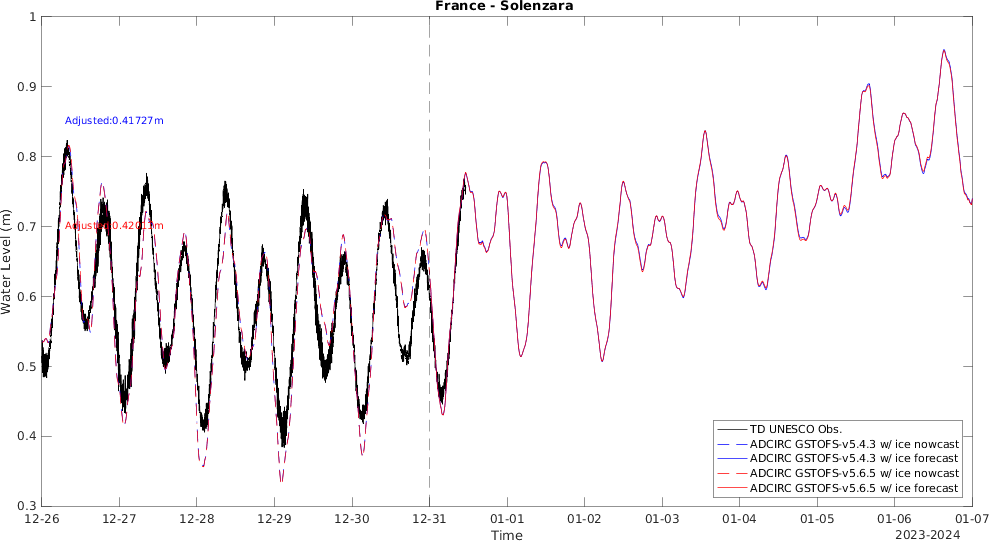 France - Solenzara
Water Level (m)
1
0.9
0.8
0.7
0.6
0.5
0.4
0.3
Adjusted:0.41727m
TD UNESCO Obs.
ADCIRC GSTOFS-v5.4.3 w/ ice nowcast
ADCIRC GSTOFS-v5.4.3 w/ ice forecast
ADCIRC GSTOFS-v5.6.5 w/ ice nowcast
ADCIRC GSTOFS-v5.6.5 w/ ice forecast
12-26 12-27 12-28 12-29 12-30 12-31 01-01 01-02 01-03 01-04 01-05 01-06 01-07
Time
2023-2024